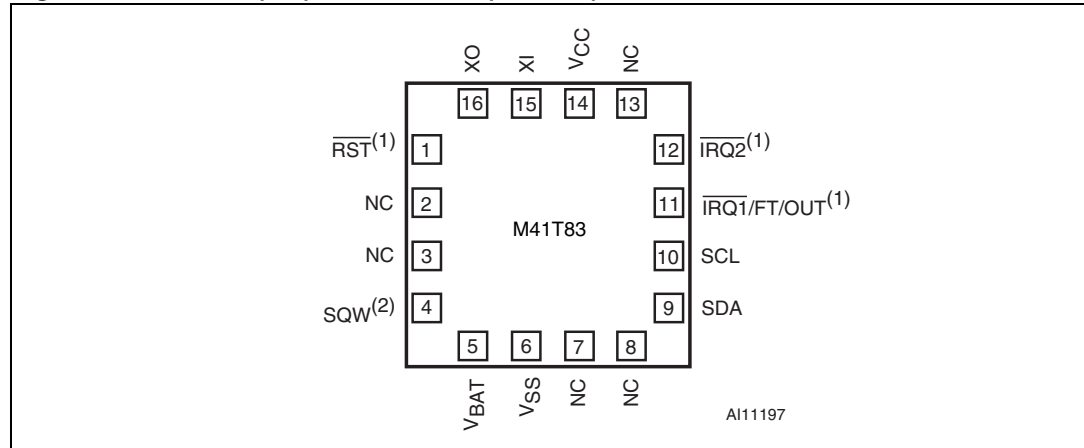 XO
XI
VCC
NC
16
15
14
13
RST(1)
1
12
IRQ2(1)
NC
2
11
IRQ1/FT/OUT(1)
M41T83
NC
3
10
SCL
SQW(2)
4
9
SDA
5
6
7
8
VBAT
VSS
NC
NC
AI11197